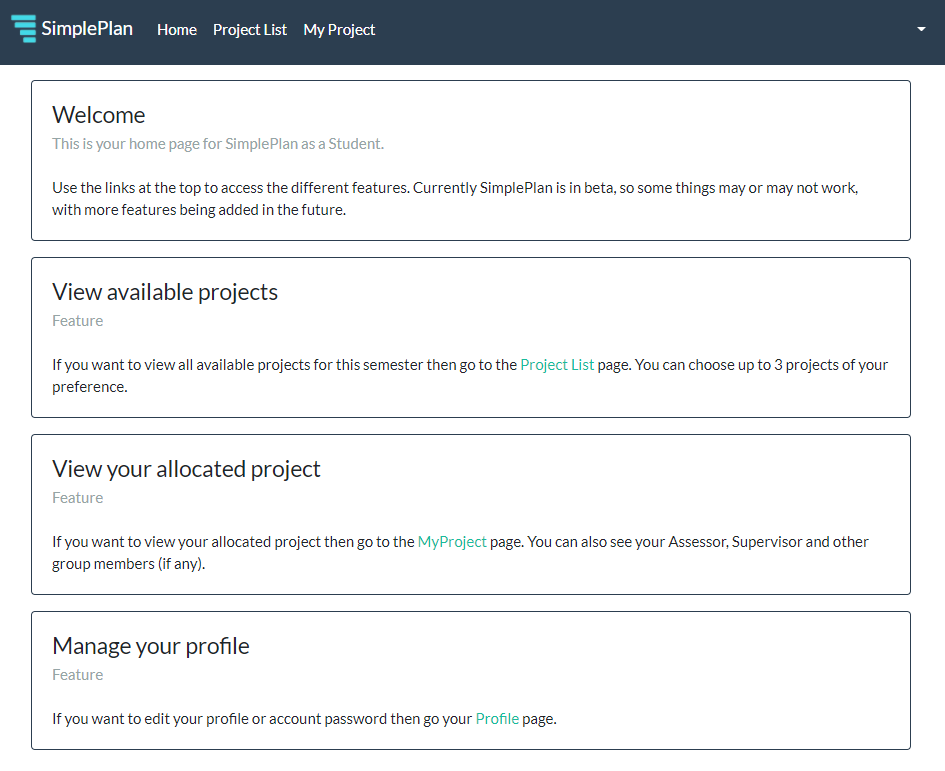 SimplePlan Home Project List My Project
Welcome
This is your home page for SimplePlan as a Student.
Use the links at the top to access the different features. Currently SimplePlan is in beta, so some things may or may not work,
with more features being added in the future.
View available projects
Feature
If you want to view all available projects for this semester then go to the Project List page. You can choose up to 3 projects of your
preference.
View your allocated project
Feature
If you want to view your allocated project then go to the MyProject page. You can also see your Assessor, Supervisor and other
group members (if any).
Manage your profile
Feature
If you want to edit your profile or account password then go your Profile page.